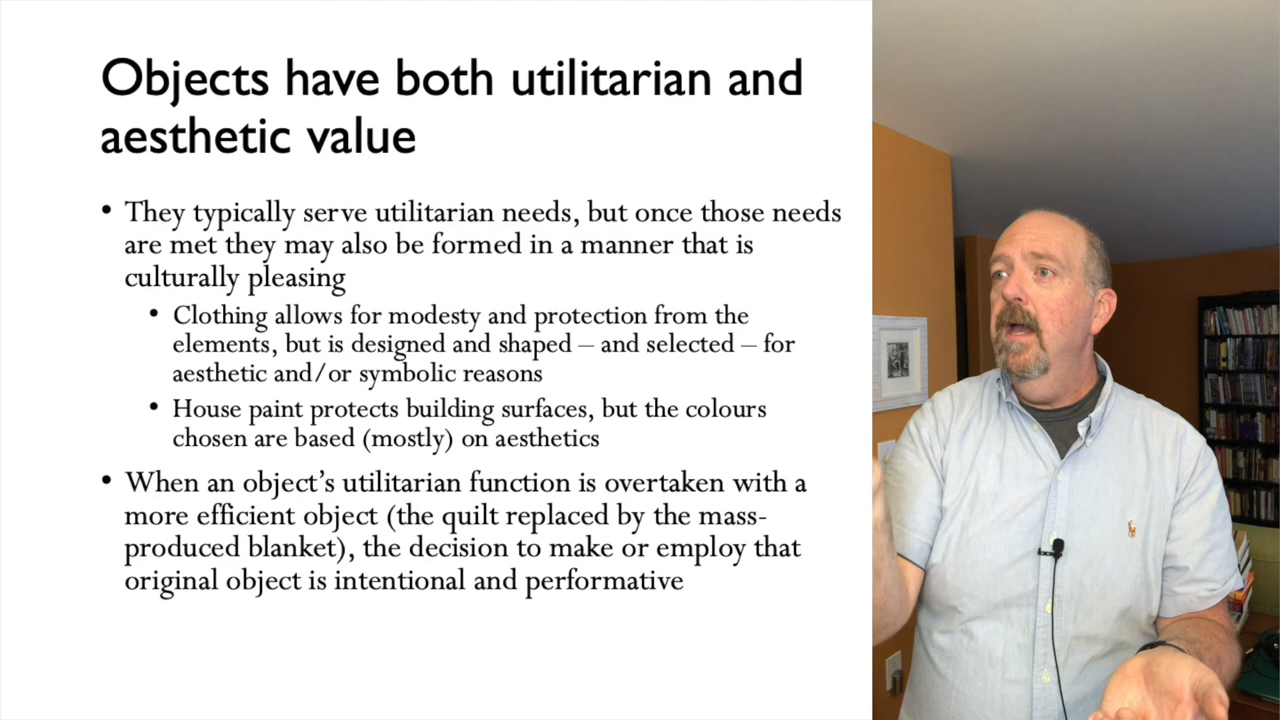 Objects have both utilitarian and
aesthetic value
• They typically serve utilitarian needs, but once those needs
are met they may also be formed in a manner that is
culturally pleasing
• Clothing allows for modesty and protection from the
elements, but is designed and shaped – and selected – for
aesthetic and/or symbolic reasons
• House paint protects building surfaces, but the colours
chosen are based (mostly) on aesthetics
• When an object’s utilitarian function is overtaken with a
more efficient object (the quilt replaced by the mass-
produced blanket), the decision to make or employ that
original object is intentional and performative